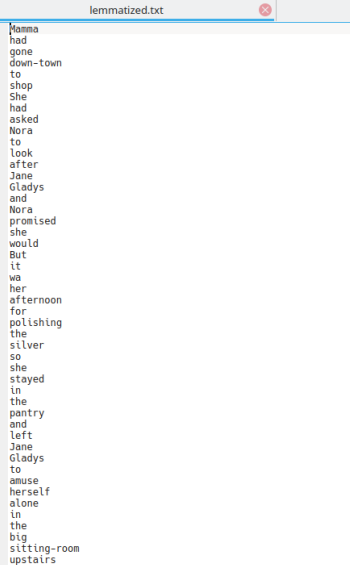 lemmatized.txt
Mamma
had
gone
down-town
to
shop
She
had
asked
Nora
to
look
after
Jane
Gladys
and
Nora
promised
she
would
But
it
wa
her
afternoon
for
polishing
the
silver
so
she
stayed
in
the
pantry
and
left
Jane
Gladys
to
amuse
herself
alone
in
the
big
sitting-room
upstairs